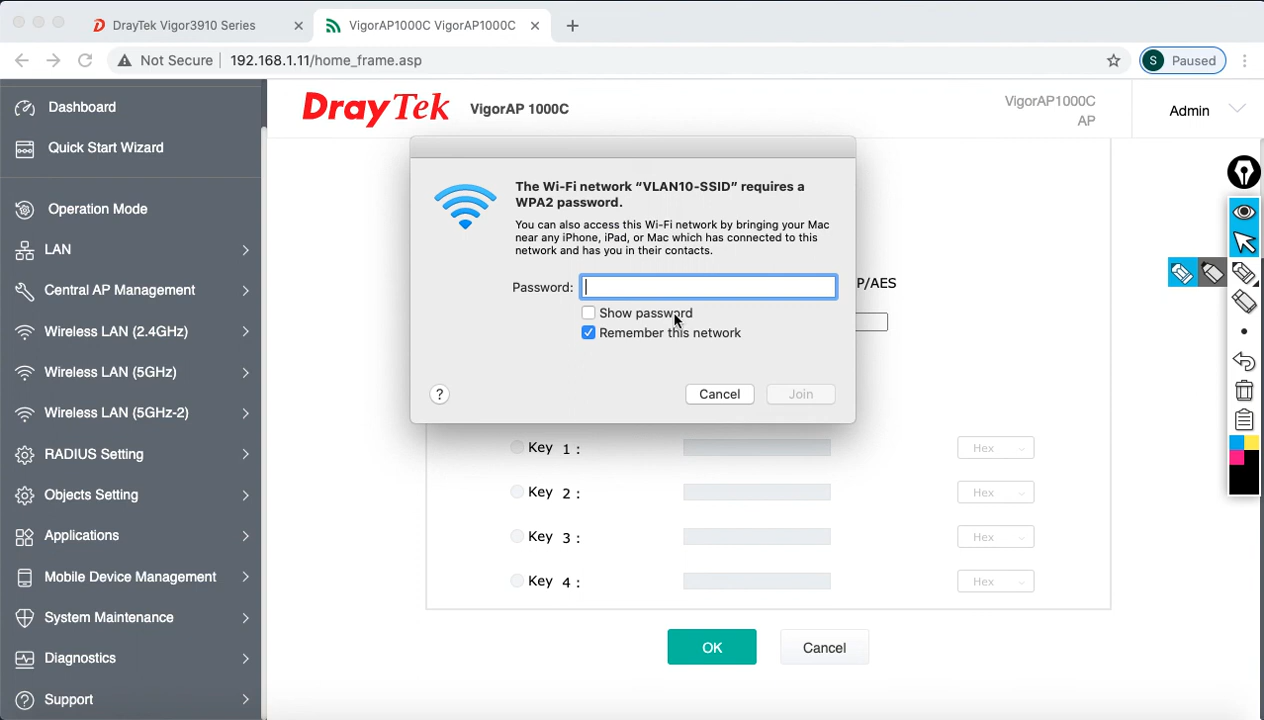 DrayTek Vigor3910 Series
VigorAP1000C VigorAP1000C
Not Secure
192.168.1.11/home_frame.asp
S Paused
Dashboard
Quick Start Wizard
Operation Mode
LAN
Central AP Management
Wireless LAN (2.4GHz)
Wireless LAN (5GHz)
Wireless LAN (5GHz-2)
RADIUS Setting
Objects Setting
Applications
Mobile Device Management
System Maintenance
Diagnostics
Support
DrayTek VigorAP 1000C
VigorAP1000C
AP
Admin
The Wi-Fi network “VLAN10-SSID” requires a
WPA2 password.
You can also access this Wi-Fi network by bringing your Mac
near any iPhone, iPad, or Mac which has connected to this
network and has you in their contacts.
Password:
Show password
Remember this network
?
Cancel
Join
P/AES
Key 1 :
Hex
Key 2 :
Hex
Key 3 :
Hex
Key 4 :
Hex
OK
Cancel